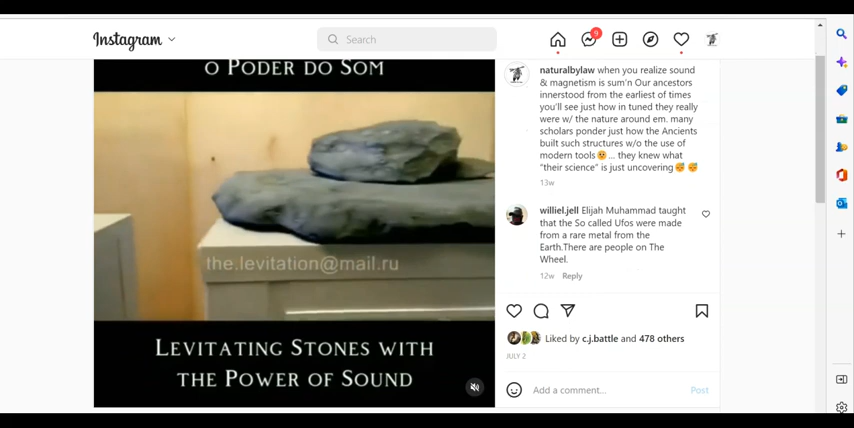 Instagram
Search
9
O PODER DO SOM
the.levitation@mail.ru
LEVITATING STONES WITH
THE POWER OF SOUND
naturalbylaw when you realize sound
& magnetism is sum'n Our ancestors
innerstood from the earliest of times
you'll see just how in tuned they really
were w/ the nature around em. many
scholars ponder just how the Ancients
built such structures w/o the use of
modern tools🤨... they knew what
"their science" is just uncovering😴😴
13w
williel.jell Elijah Muhammad taught
that the So called Ufos were made
from a rare metal from the
Earth.There are people on The
Wheel.
12w Reply
Liked by c.j.battle and 478 others
JULY 2
Add a comment...
Post